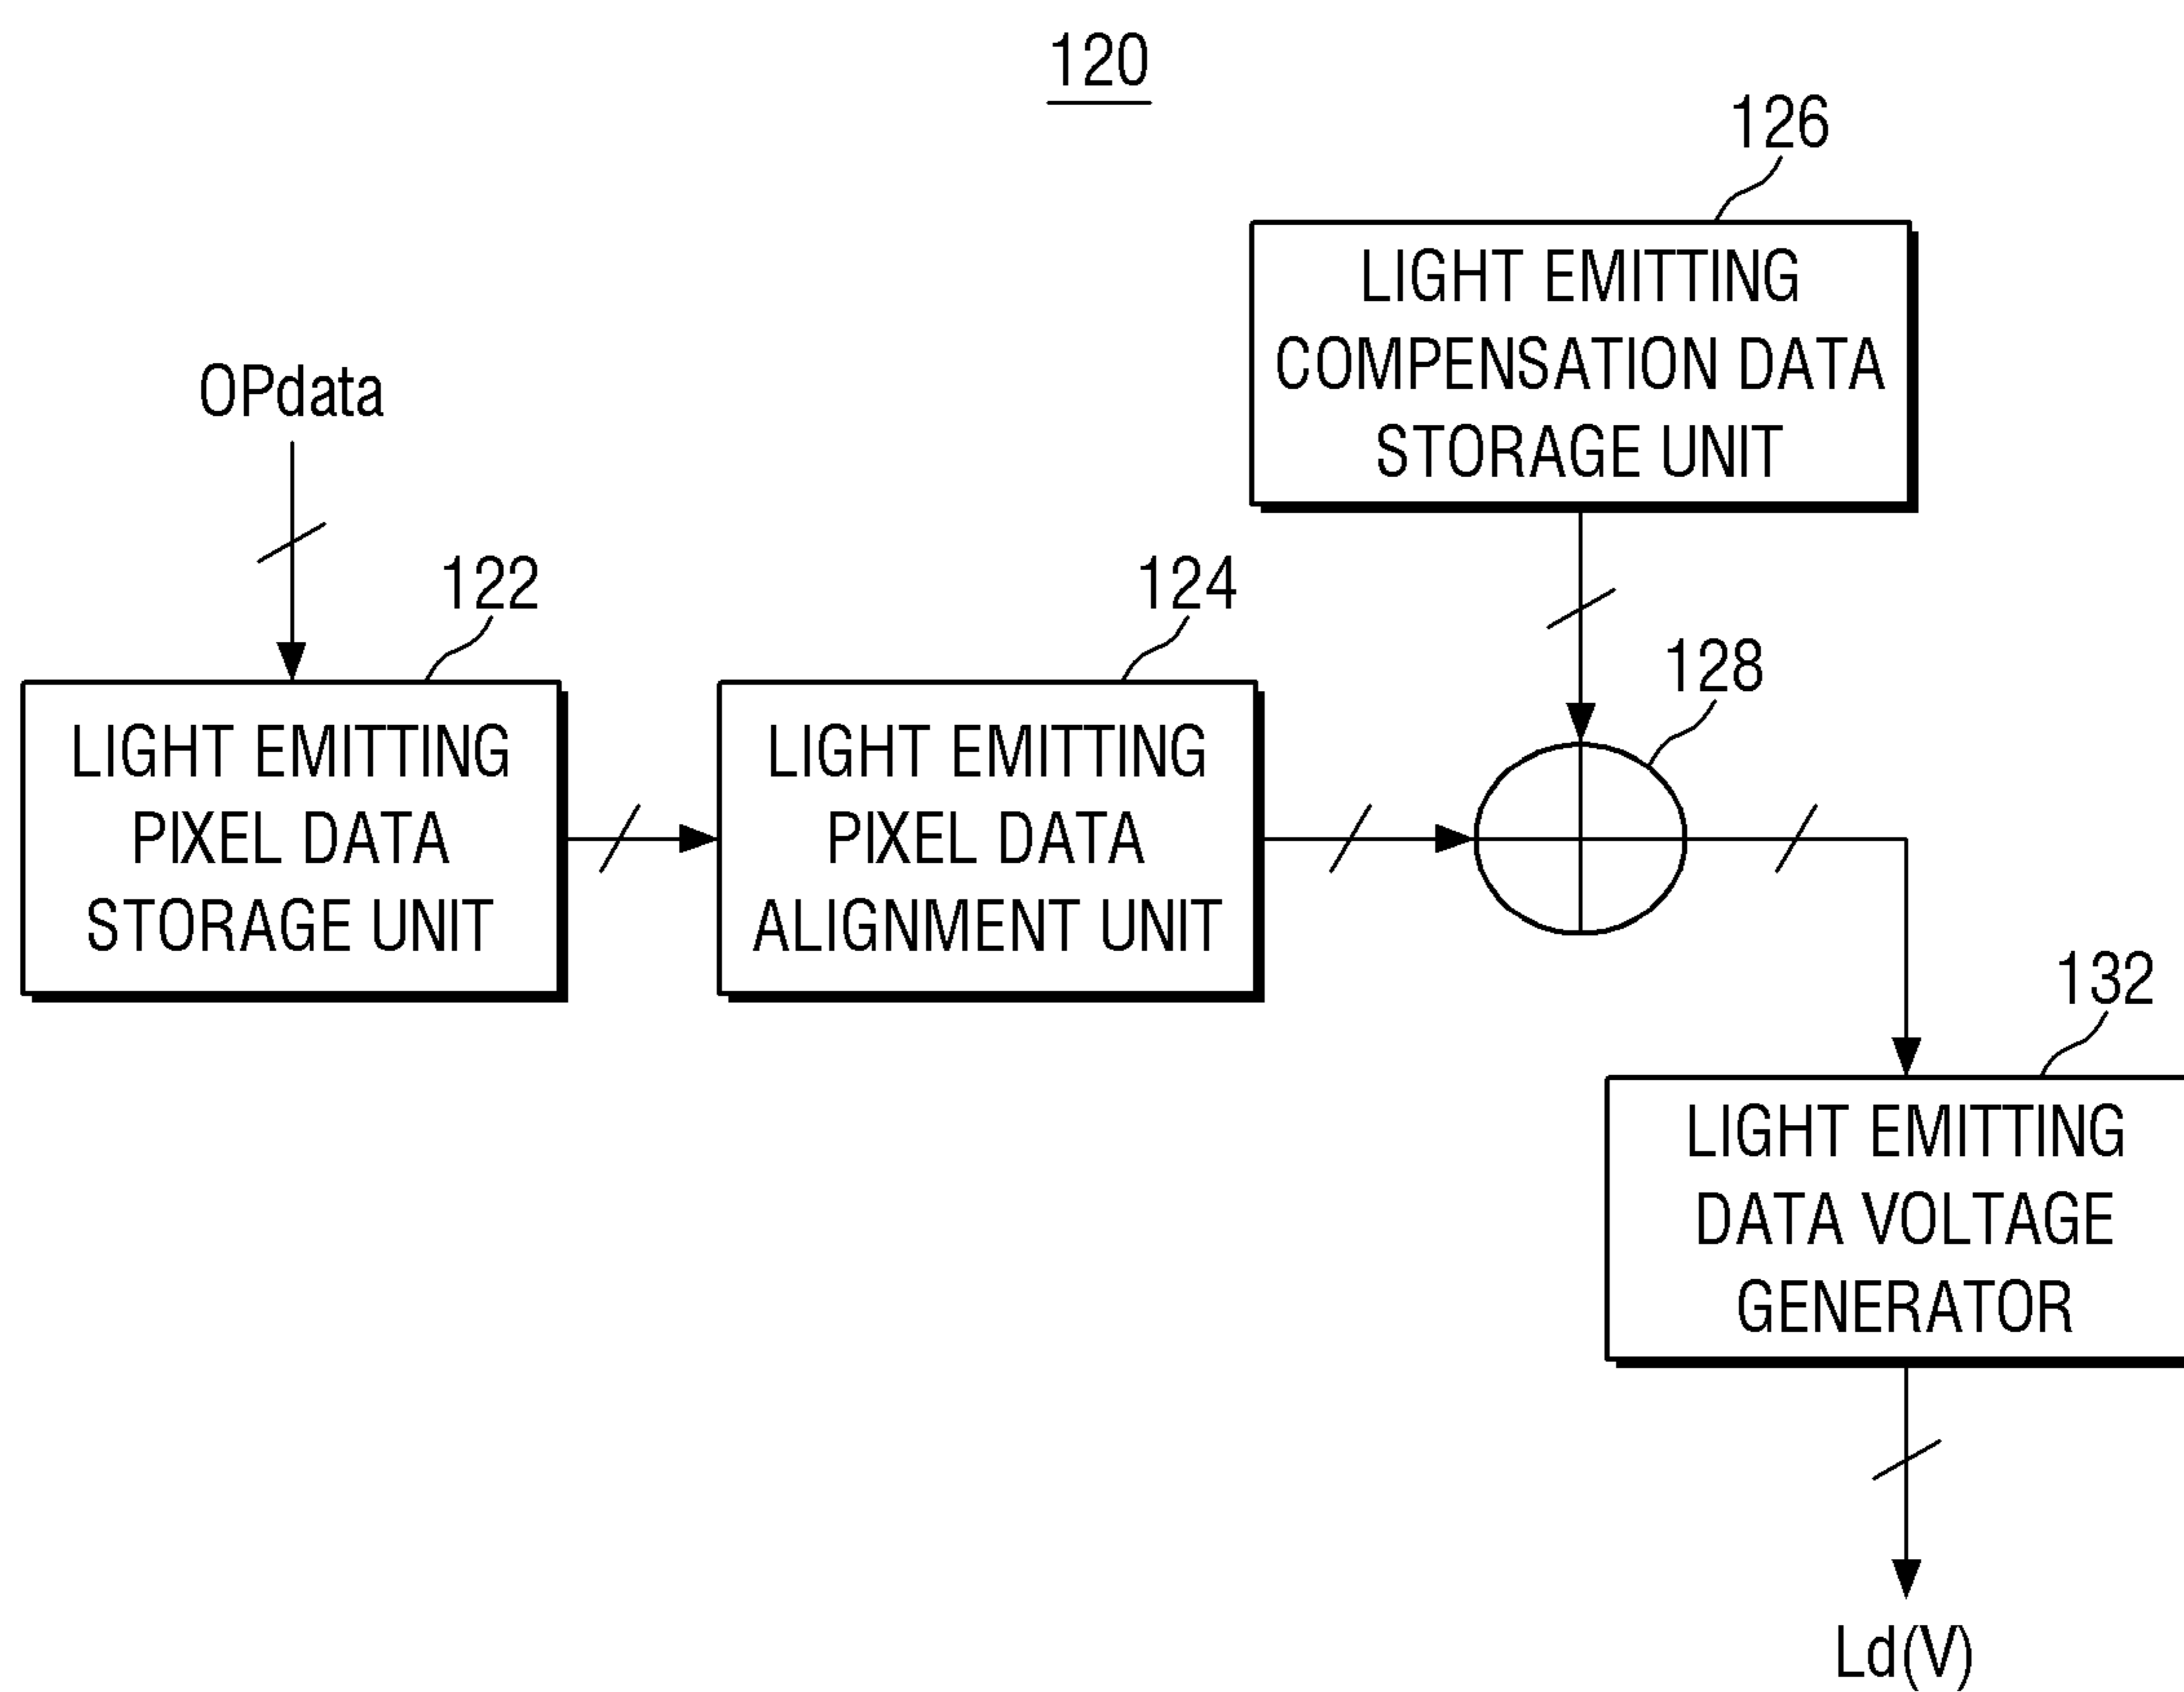 120
126
LIGHT EMITTING
COMPENSATION DATA
STORAGE UNIT
OPdata
122
124
128
LIGHT EMITTING
PIXEL DATA
STORAGE UNIT
LIGHT EMITTING
PIXEL DATA
ALIGNMENT UNIT
132
LIGHT EMITTING
DATA VOLTAGE
GENERATOR
Ld(V)